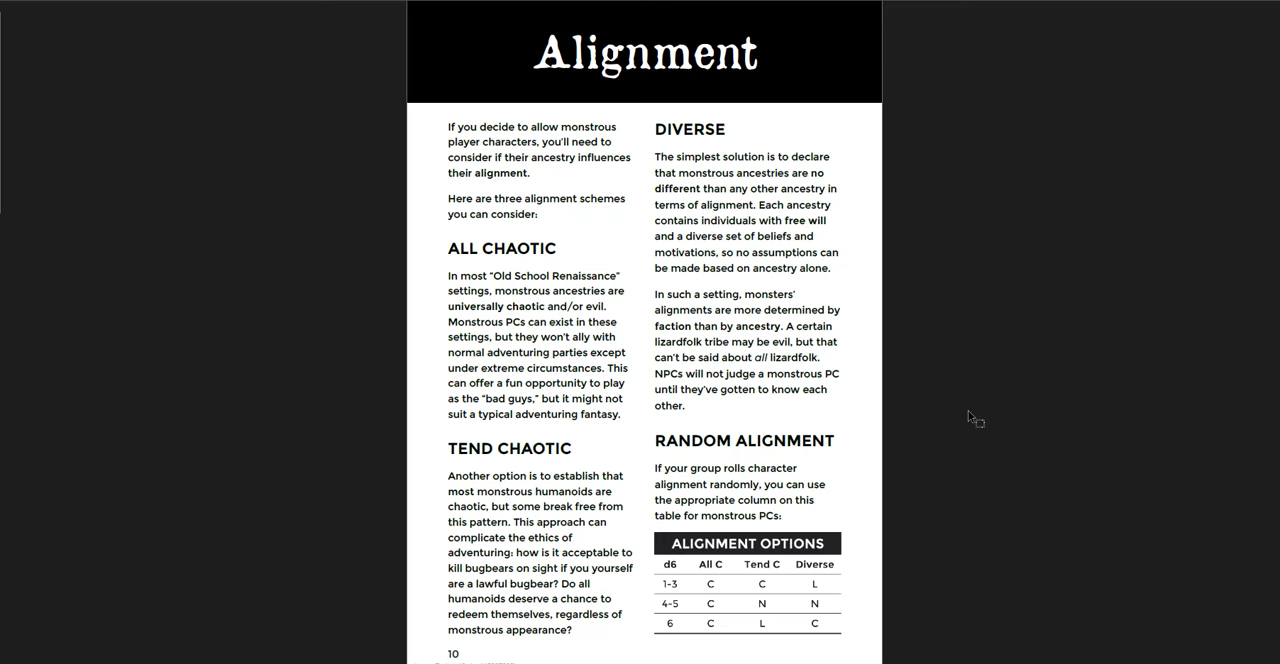 Alignment
If you decide to allow monstrous
player characters, you'll need to
consider if their ancestry influences
their alignment.
Here are three alignment schemes
you can consider:
ALL CHAOTIC
In most "Old School Renaissance"
settings, monstrous ancestries are
universally chaotic and/or evil.
Monstrous PCs can exist in these
settings, but they won't ally with
normal adventuring parties except
under extreme circumstances. This
can offer a fun opportunity to play
as the "bad guys," but it might not
suit a typical adventuring fantasy.
TEND CHAOTIC
Another option is to establish that
most monstrous humanoids are
chaotic, but some break free from
this pattern. This approach can
complicate the ethics of
adventuring: how is it acceptable to
kill bugbears on sight if you yourself
are a lawful bugbear? Do all
humanoids deserve a chance to
redeem themselves, regardless of
monstrous appearance?
10
DIVERSE
The simplest solution is to declare
that monstrous ancestries are no
different than any other ancestry in
terms of alignment. Each ancestry
contains individuals with free will
and a diverse set of beliefs and
motivations, so no assumptions can
be made based on ancestry alone.
In such a setting, monsters'
alignments are more determined by
faction than by ancestry. A certain
lizardfolk tribe may be evil, but that
can't be said about all lizardfolk.
NPCs will not judge a monstrous PC
until they've gotten to know each
other.
RANDOM ALIGNMENT
If your group rolls character
alignment randomly, you can use
the appropriate column on this
table for monstrous PCs:
ALIGNMENT OPTIONS
d6 All C Tend C Diverse
1-3 C C L
4-5 C N N
6 C L C